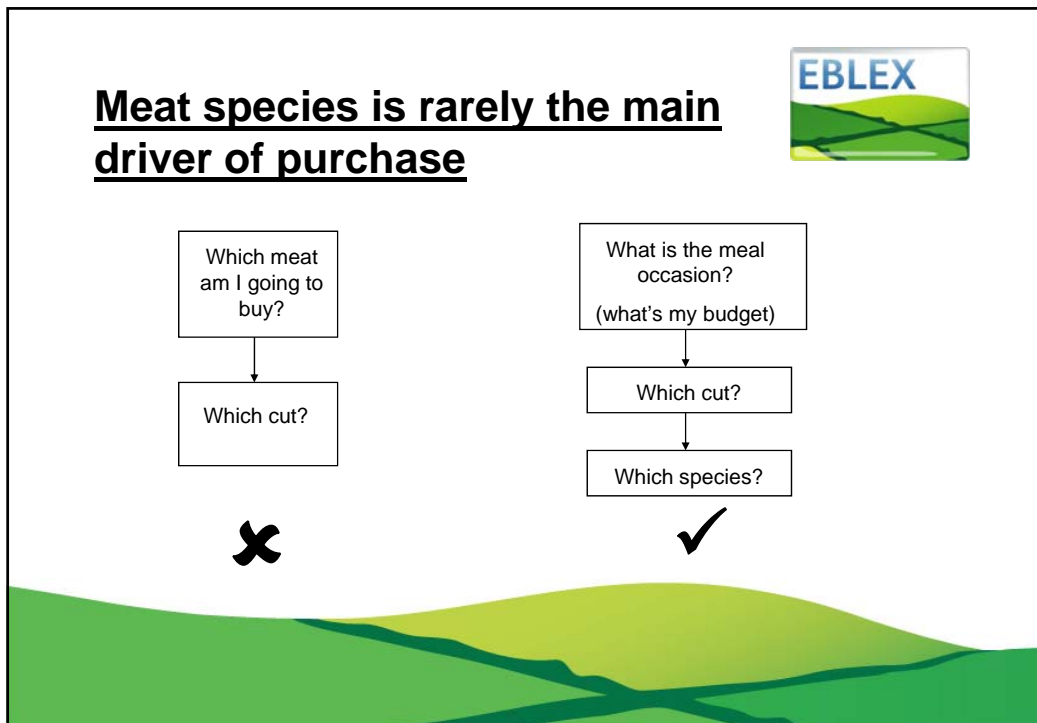 EBLEX
Meat species is rarely the main
driver of purchase
Which meat
am I going to
buy?
Which cut?
What is the meal
occasion?
(what's my budget)
Which cut?
Which species?